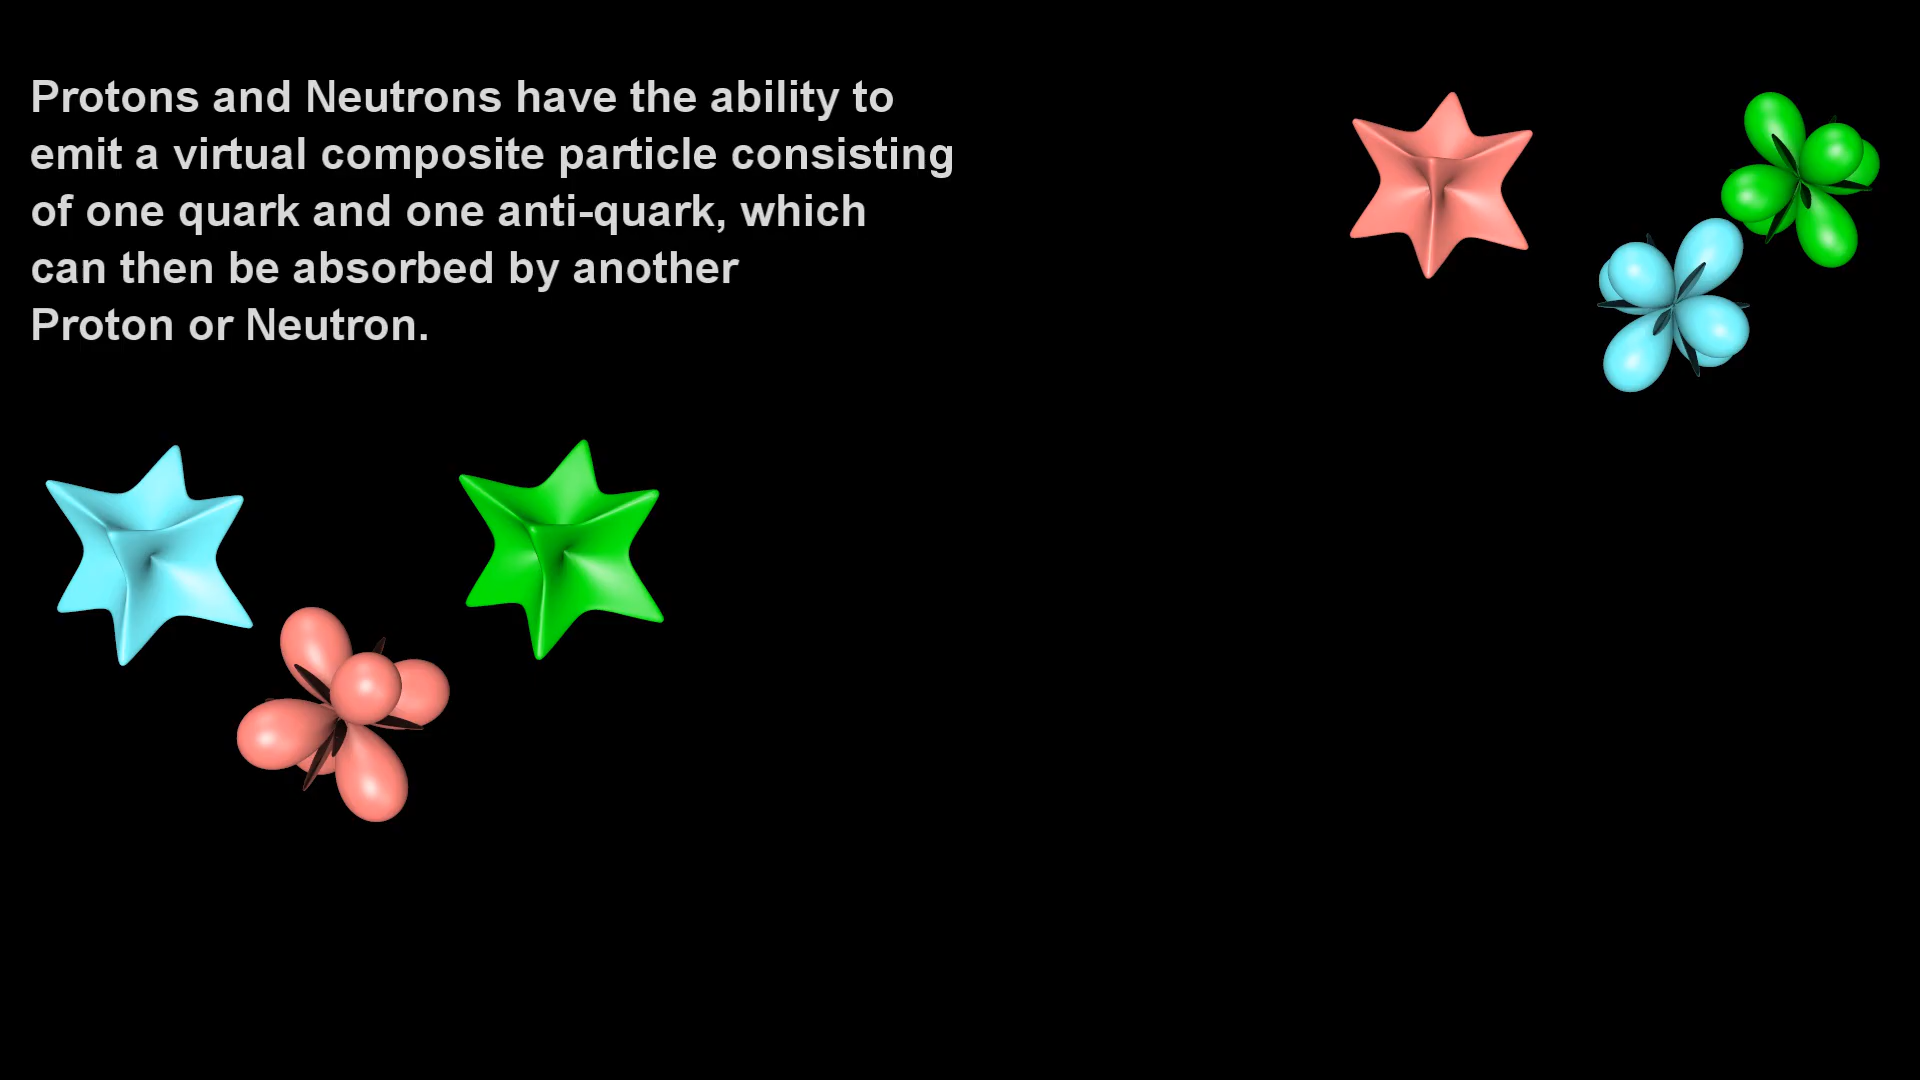 Protons and Neutrons have the ability to
emit a virtual composite particle consisting
of one quark and one anti-quark, which
can then be absorbed by another
Proton or Neutron.